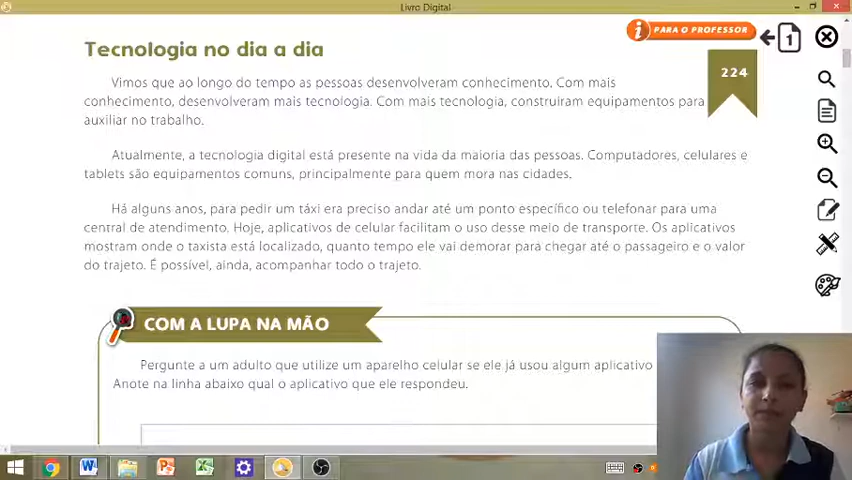 Livro Digital
PARA O PROFESSOR
1
Tecnologia no dia a dia
224
Vimos que ao longo do tempo as pessoas desenvolveram conhecimento. Com mais
conhecimento, desenvolveram mais tecnologia. Com mais tecnologia, construiram equipamentos para
auxiliar no trabalho.
Atualmente, a tecnologia digital está presente na vida da maioria das pessoas. Computadores, celulares e
tablets são equipamentos comuns, principalmente para quem mora nas cidades.
Há alguns anos, para pedir um táxi era preciso andar até um ponto específico ou telefonar para uma
central de atendimento. Hoje, aplicativos de celular facilitam o uso desse meio de transporte. Os aplicativos
mostram onde o taxista está localizado, quanto tempo ele vai demorar para chegar até o passageiro e o valor
do trajeto. É possível, ainda, acompanhar todo o trajeto.
COM A LUPA NA MÃO
Pergunte a um adulto que utilize um aparelho celular se ele já usou algum aplicativo
Anote na linha abaixo qual o aplicativo que ele respondeu.